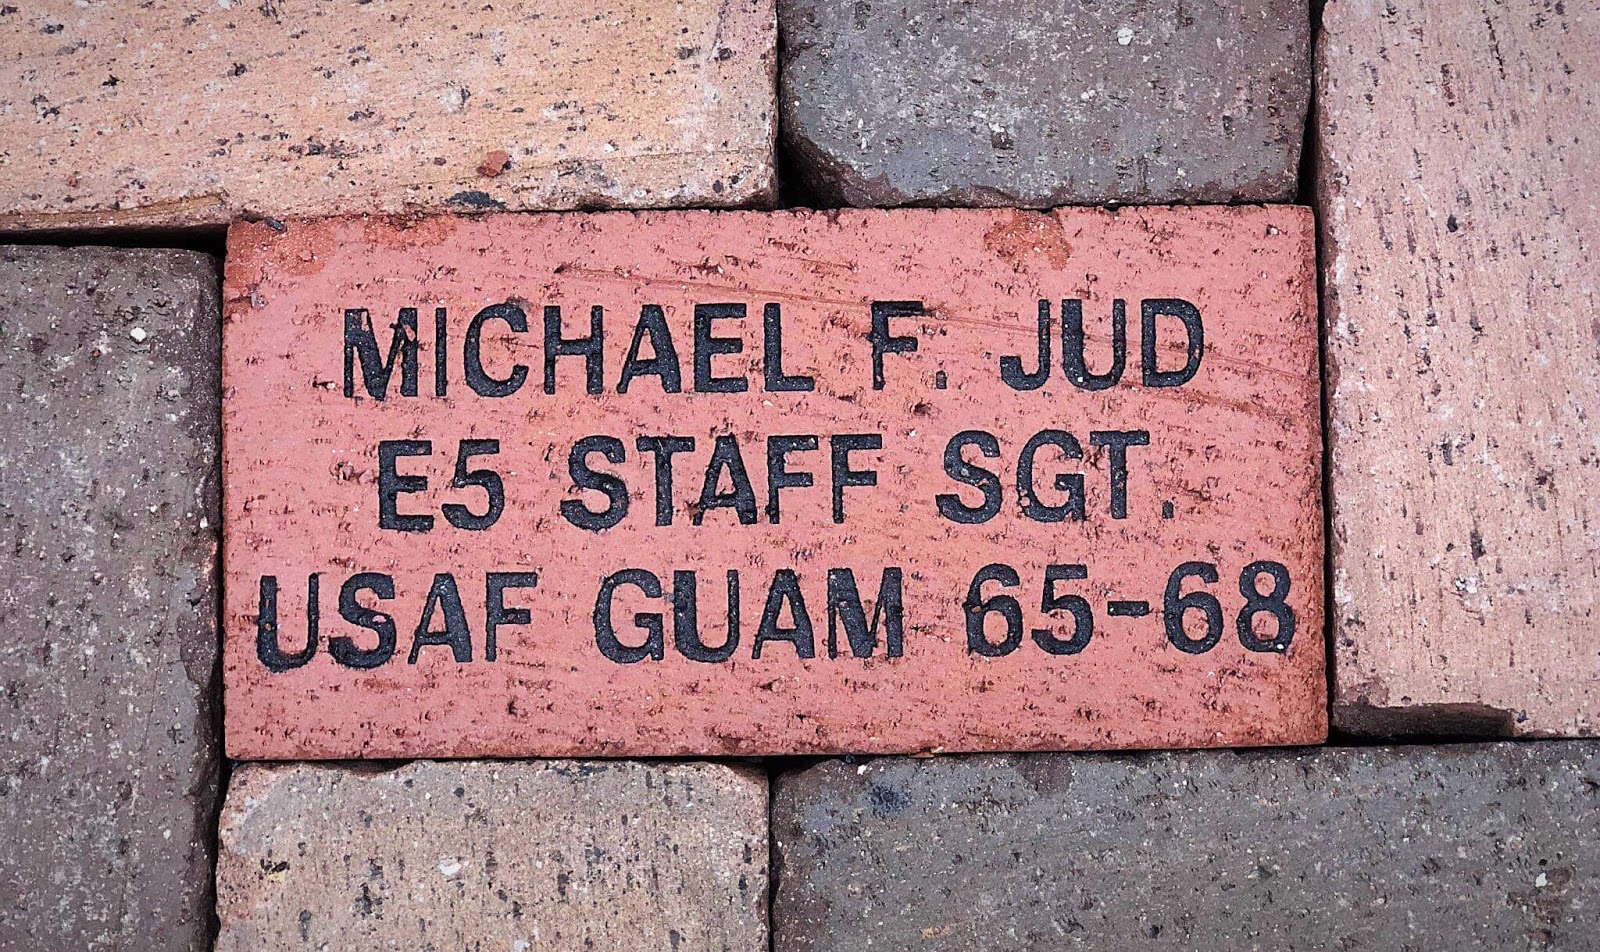 MICHAEL F. JUD
E5 STAFF SGT.
USAF GUAM 65-68